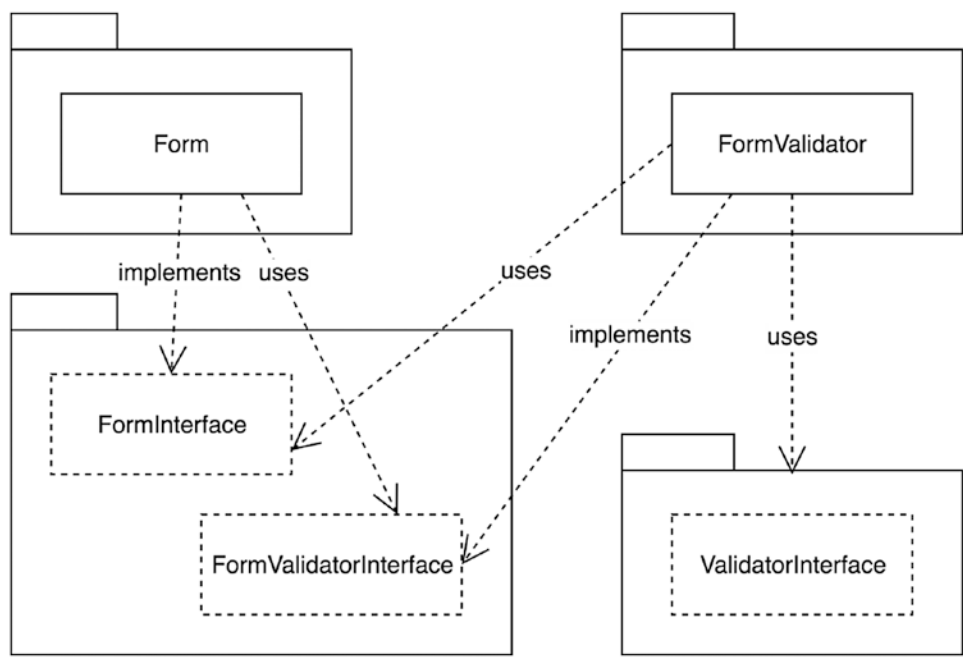 Form
FormValidator
implements
uses
uses
implements
uses
FormInterface
FormValidatorInterface
ValidatorInterface